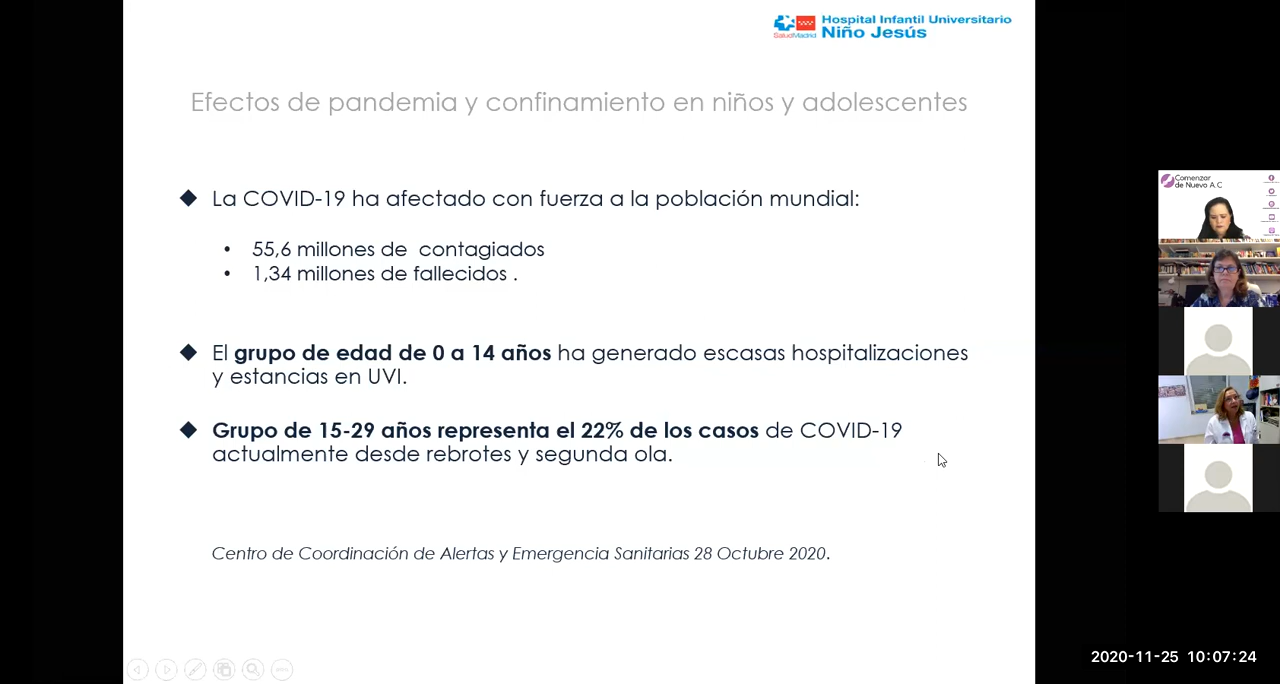 Hospital Infantil Universitario
Niño Jesús
SaludMadrid
Efectos de pandemia y confinamiento en niños y adolescentes
La COVID-19 ha afectado con fuerza a la población mundial:
• 55,6 millones de contagiados
• 1,34 millones de fallecidos .
El grupo de edad de 0 a 14 años ha generado escasas hospitalizaciones
y estancias en UVI.
Grupo de 15-29 años representa el 22% de los casos de COVID-19
actualmente desde rebrotes y segunda ola.
Centro de Coordinación de Alertas y Emergencia Sanitarias 28 Octubre 2020.
Comenzar
de Nuevo A.C
2020-11-25 10:07:24